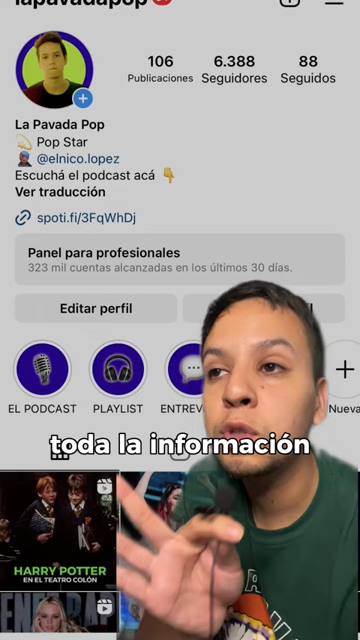 lapavadapop
106
6.388
88
Publicaciones
Seguidores
Seguidos
La Pavada Pop
Pop Star
@elnico.lopez
Escuchá el podcast acá
Ver traducción
spoti.fi/3FqWhDj
Panel para profesionales
323 mil cuentas alcanzadas en los últimos 30 días.
Editar perfil
EL PODCAST
PLAYLIST
ENTREV
Nueva
toda la información
HARRY POTTER
EN EL TEATRO COLÓN